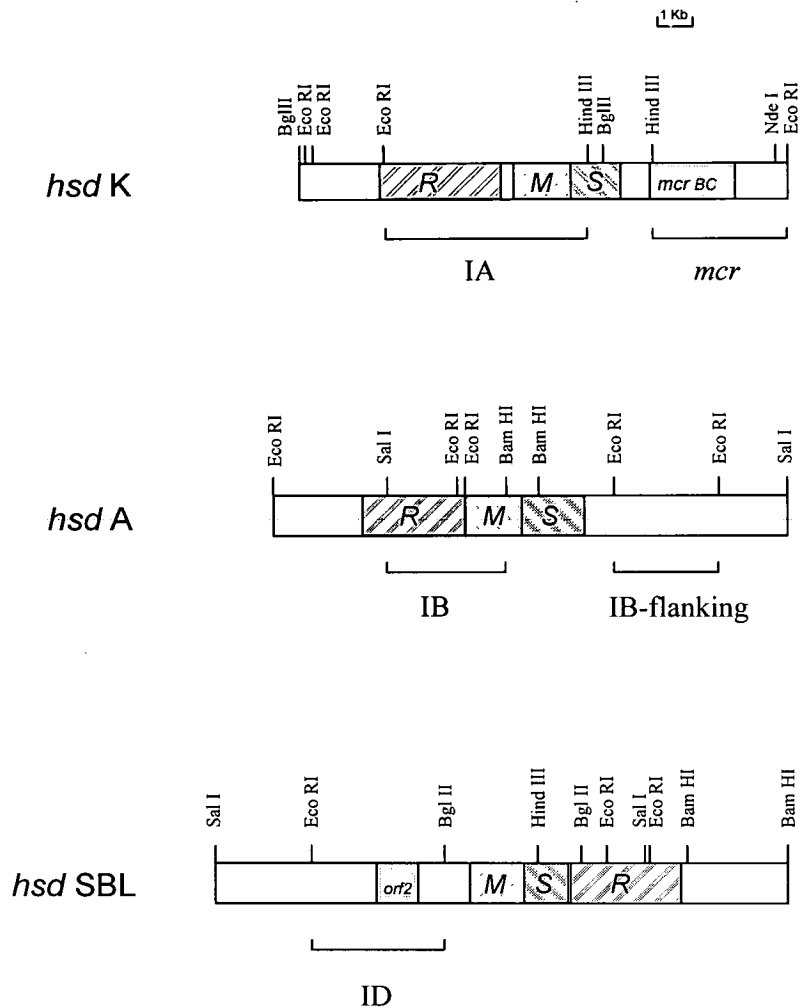 1 Kb
BglII
Eco RI
Eco RI
Eco RI
Hind III
BglII
Hind III
Nde I
Eco RI
hsd K
R
M
S
mcr BC
IA
mcr
Eco RI
Sal I
Eco RI
Eco RI
Bam HI
Bam HI
Eco RI
Eco RI
Sal I
hsd A
R
M
S
IB
IB-flanking
Sal I
Eco RI
Bgl II
Hind III
Bgl II
Eco RI
Sal I
Eco RI
Bam HI
Bam HI
hsd SBL
orf2
M
S
R
ID